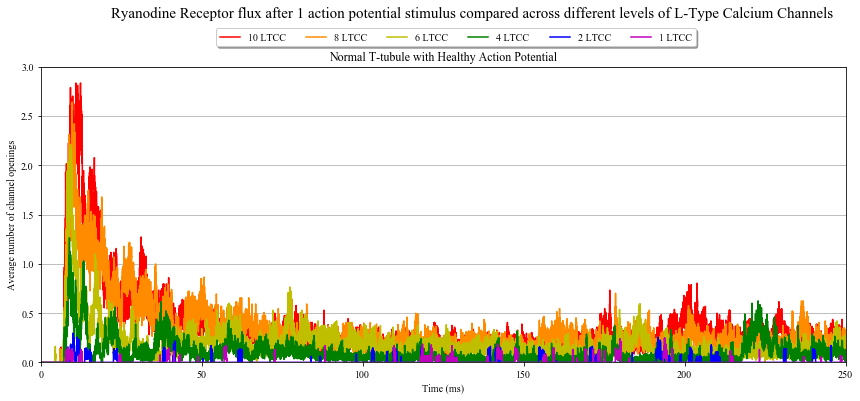 Ryanodine Receptor flux after 1 action potential stimulus compared across different levels of L-Type Calcium Channels
10 LTCC 8 LTCC 6 LTCC 4 LTCC 2 LTCC 1 LTCC
Normal T-tubule with Healthy Action Potential
3.0
2.5
2.0
1.5
1.0
0.5
0.0
Average number of channel openings
0 50 100 150 200 250
Time (ms)